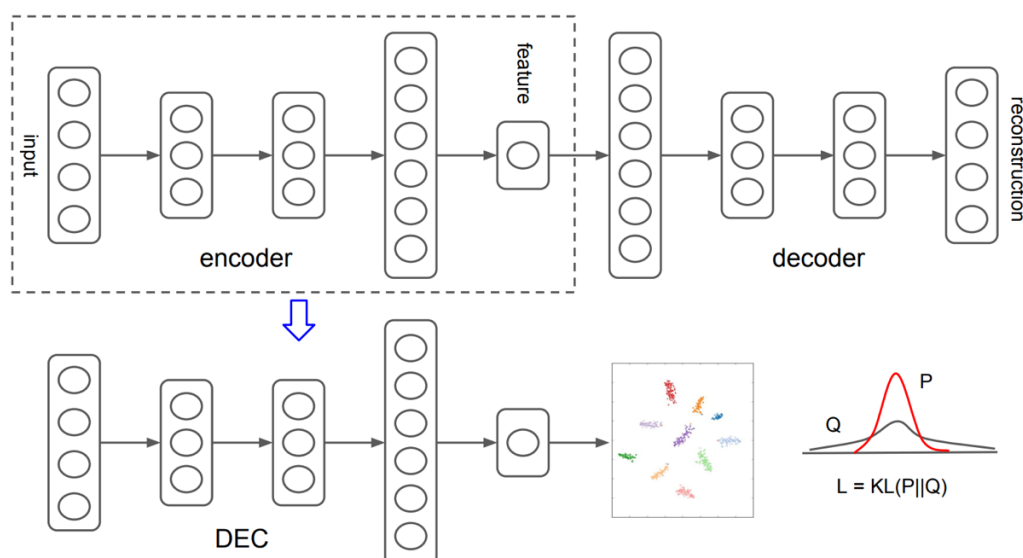 input
feature
reconstruction
encoder
decoder
P
Q
L = KL(P||Q)
DEC